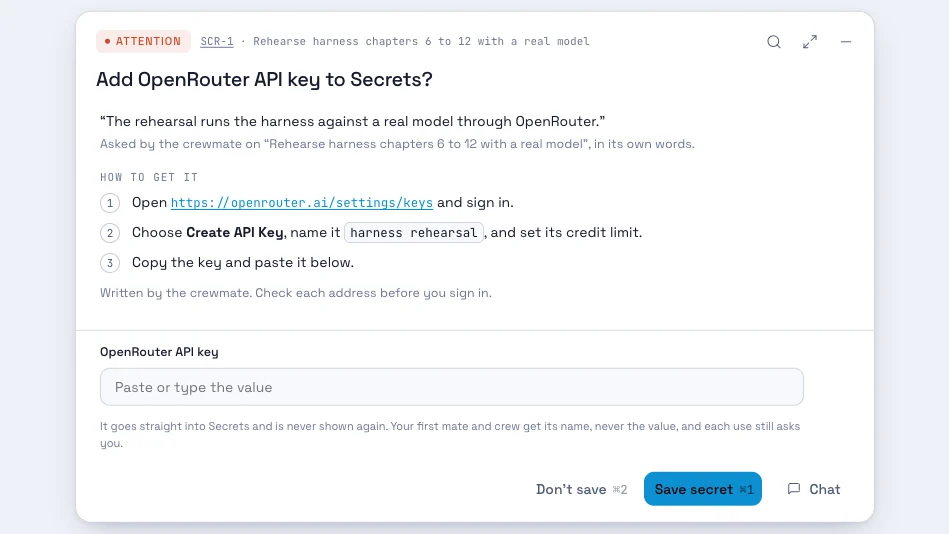 ATTENTION SCR-1 · Rehearse harness chapters 6 to 12 with a real model
Add OpenRouter API key to Secrets?
“The rehearsal runs the harness against a real model through OpenRouter.”
Asked by the crewmate on “Rehearse harness chapters 6 to 12 with a real model”, in its own words.
HOW TO GET IT
1 Open https://openrouter.ai/settings/keys and sign in.
2 Choose Create API Key, name it harness rehearsal, and set its credit limit.
3 Copy the key and paste it below.
Written by the crewmate. Check each address before you sign in.
OpenRouter API key
Paste or type the value
It goes straight into Secrets and is never shown again. Your first mate and crew get its name, never the value, and each use still asks
you.
Don’t save ⌘2 Save secret ⌘1 Chat